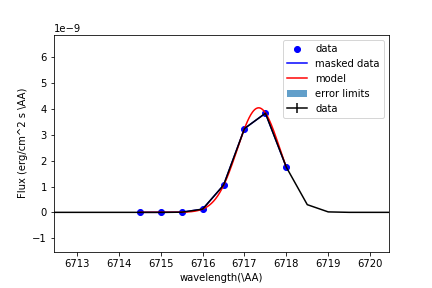 1e−9
data
masked data
model
error limits
data
Flux (erg/cm^2 s \AA)
6
5
4
3
2
1
0
−1
6713 6714 6715 6716 6717 6718 6719 6720
wavelength(\AA)